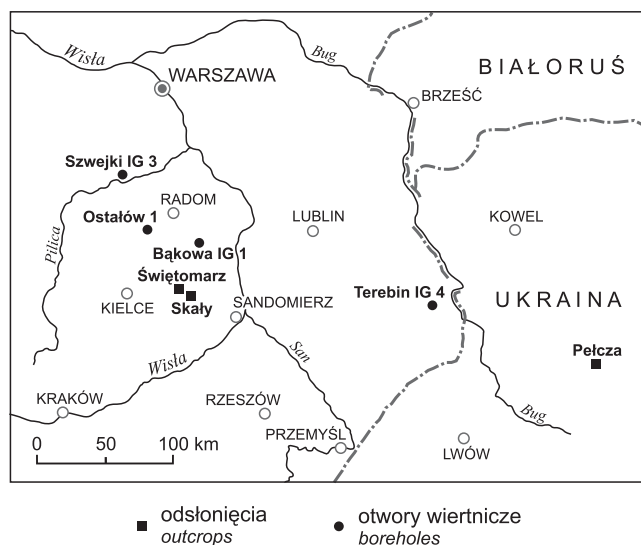 Wisła
Bug
BIAŁORUŚ
WARSZAWA
BRZEŚĆ
Szwejki IG 3
RADOM
Ostałów 1
LUBLIN
KOWEL
Pilica
Bąkowa IG 1
Świętomarz
Terebin IG 4
UKRAINA
Skały
KIELCE
SANDOMIERZ
Wisła
San
Pełcza
KRAKÓW
RZESZÓW
Bug
PRZEMYŚL
LWÓW
0 50 100 km
odsłonięcia
outcrops
otwory wiertnicze
boreholes